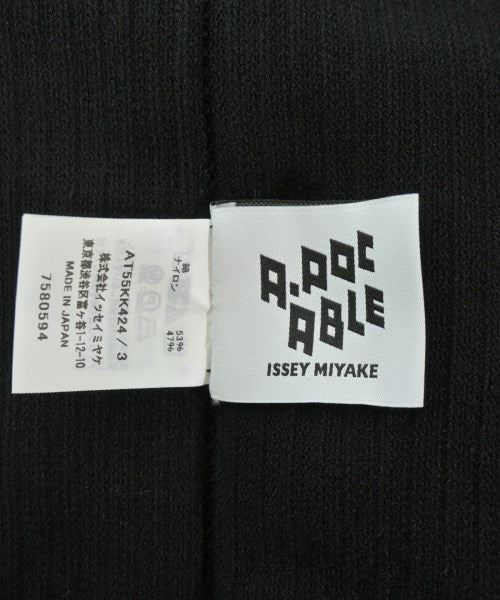 綿 53%
ナイロン 47%
AT55KK424 / 3
株式会社イッセイミヤケ
東京都渋谷区富ヶ谷1-12-10
MADE IN JAPAN
7580594
A-POC
ABLE
ISSEY MIYAKE